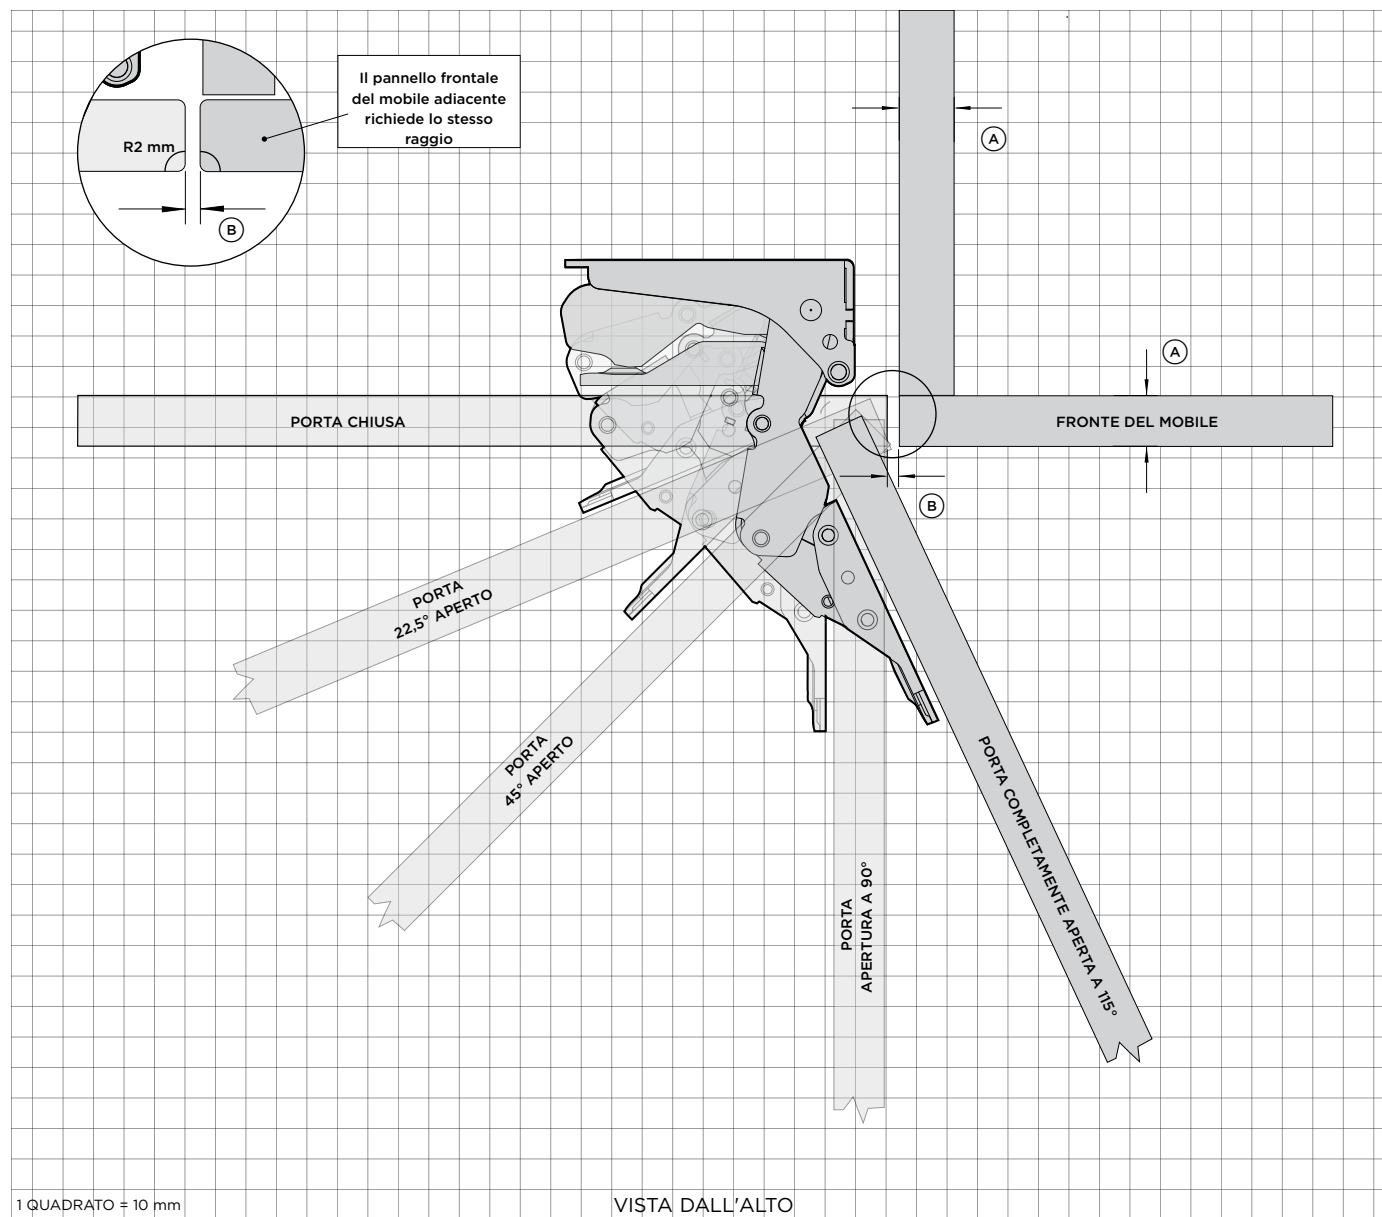 Il pannello frontale
del mobile adiacente
richiede lo stesso
raggio
R2 mm
B
A
A
PORTA CHIUSA
FRONTE DEL MOBILE
B
PORTA
22,5° APERTO
PORTA
45° APERTO
PORTA COMPLETAMENTE APERTA A 115°
PORTA
APERTURA A 90°
1 QUADRATO = 10 mm
VISTA DALL'ALTO